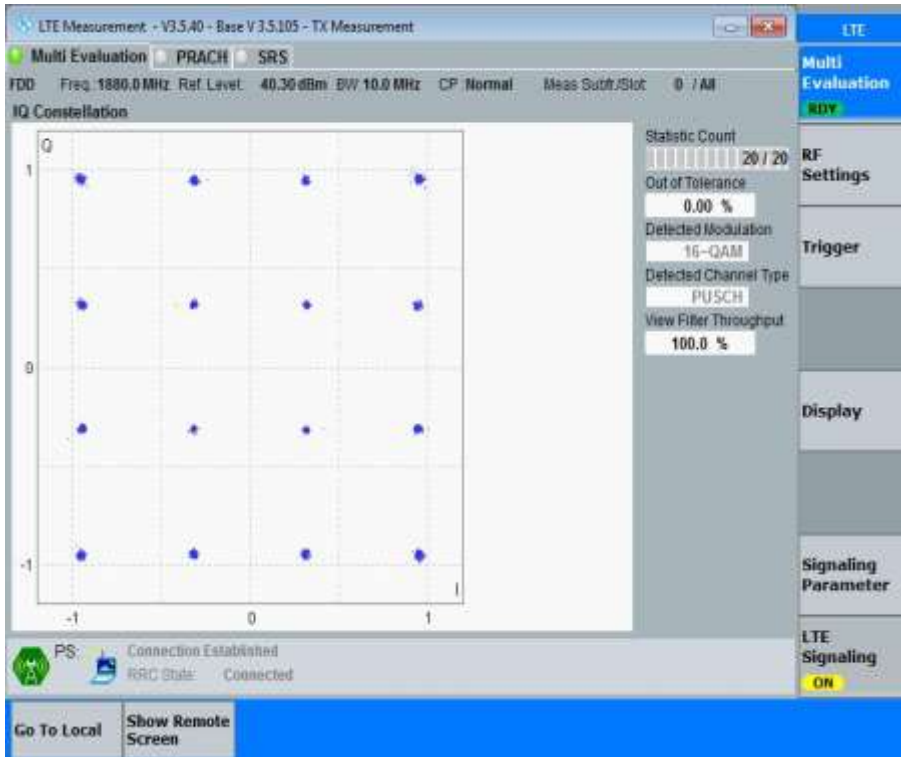 LTE Measurement - V3.5.40 - Base V 3.5.105 - TX Measurement
LTE
Multi Evaluation PRACH SRS
Multi
Evaluation
RDY
FDD Freq: 1880.0 MHz Ref. Level: 40.30 dBm BW: 10.0 MHz CP: Normal Meas Subfr./Slot: 0 / All
IQ Constellation
Q
1
0
-1
I
-1 0 1
Statistic Count
20 / 20
Out of Tolerance
0.00 %
Detected Modulation
16-QAM
Detected Channel Type
PUSCH
View Filter Throughput
100.0 %
RF
Settings
Trigger
Display
Signaling
Parameter
LTE
Signaling
ON
PS: Connection Established
RRC State: Connected
Go To Local
Show Remote
Screen